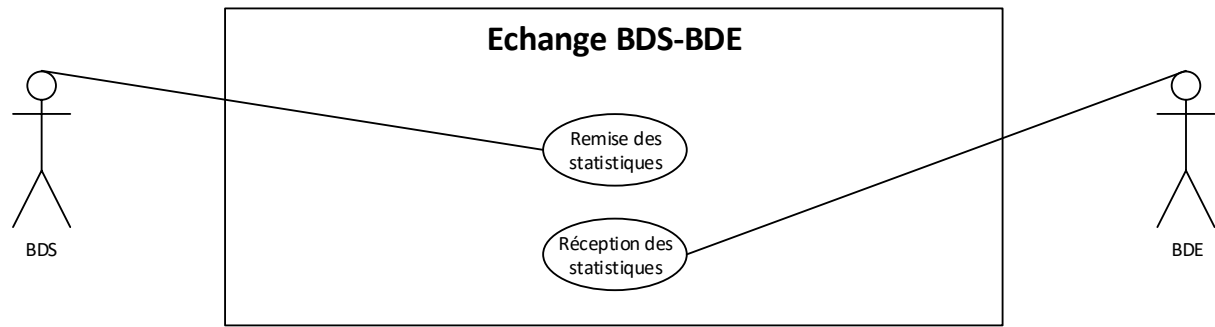 Echange BDS-BDE
Remise des
statistiques
BDS
Réception des
statistiques
BDE